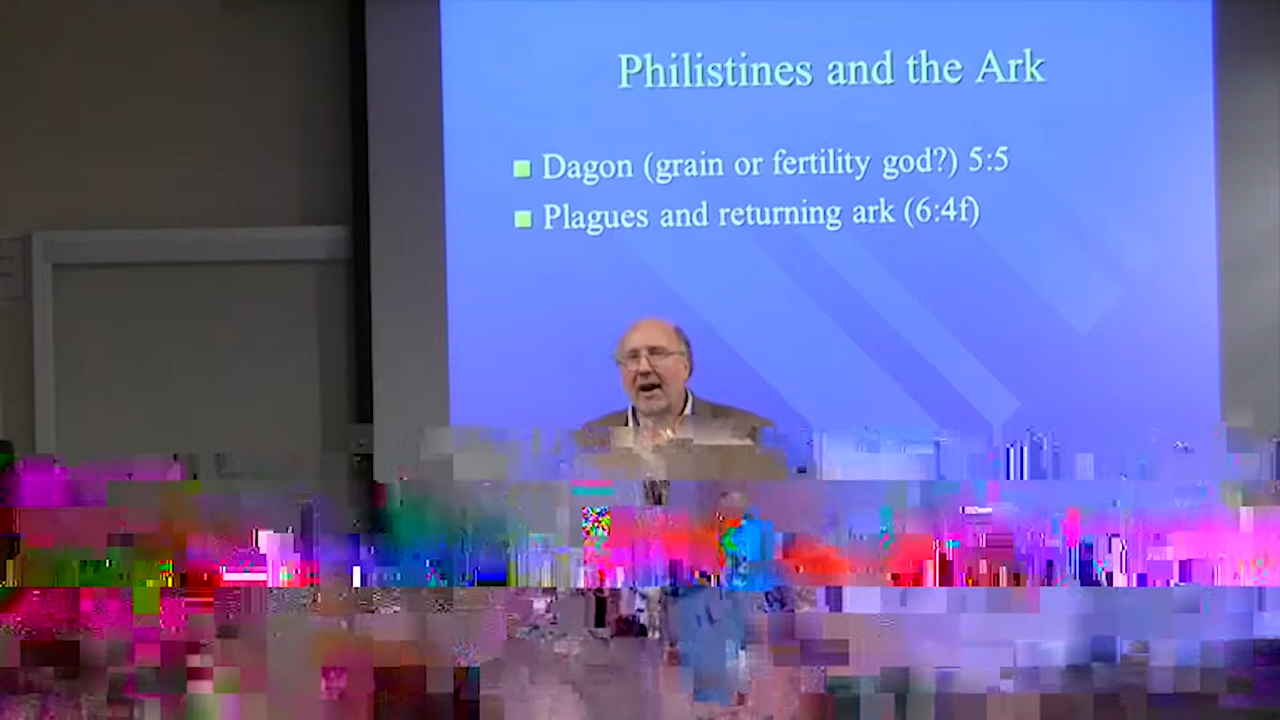 Philistines and the Ark
Dagon (grain or fertility god?) 5:5
Plagues and returning ark (6:4f)